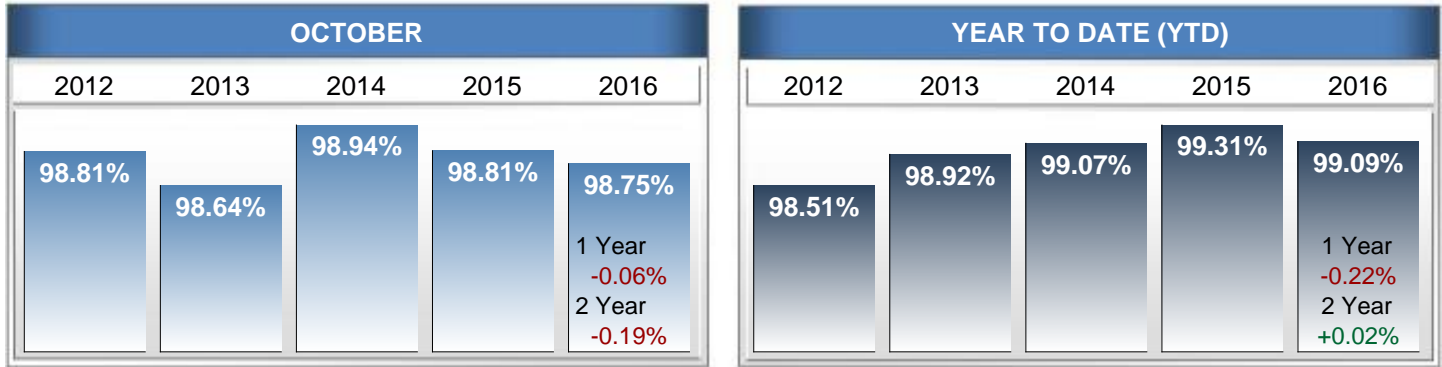 OCTOBER
2012 2013 2014 2015 2016
98.81% 98.64% 98.94% 98.81% 98.75%
1 Year
-0.06%
2 Year
-0.19%
YEAR TO DATE (YTD)
2012 2013 2014 2015 2016
98.51% 98.92% 99.07% 99.31% 99.09%
1 Year
-0.22%
2 Year
+0.02%